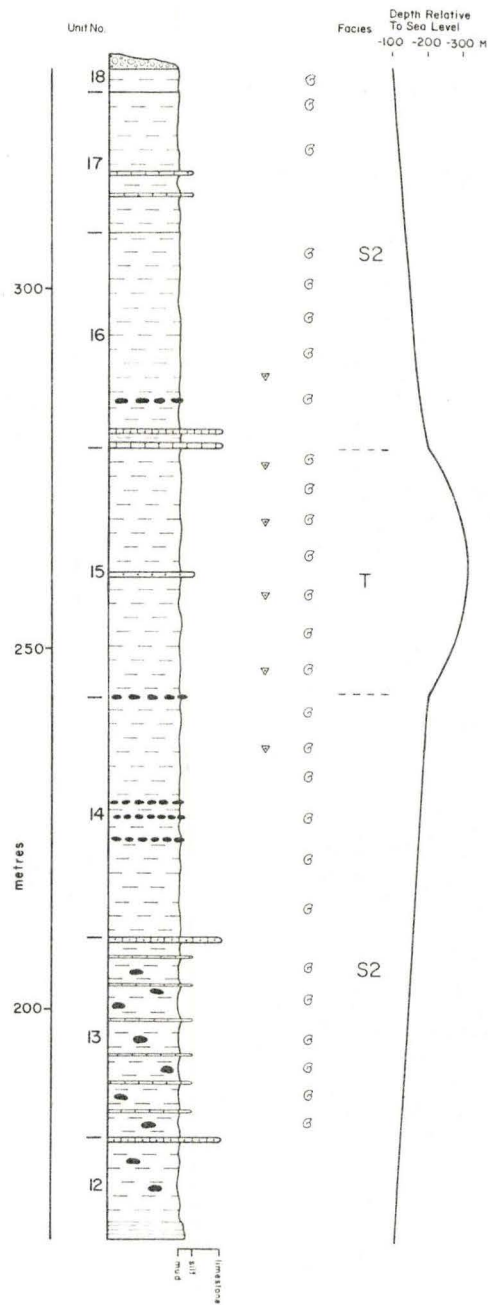 Unit No.
Facies
Depth Relative
To Sea Level
-100 -200 -300 M
18
17
S2
300
16
15
T
250
14
metres
S2
200
13
12
mud
silt
limestone